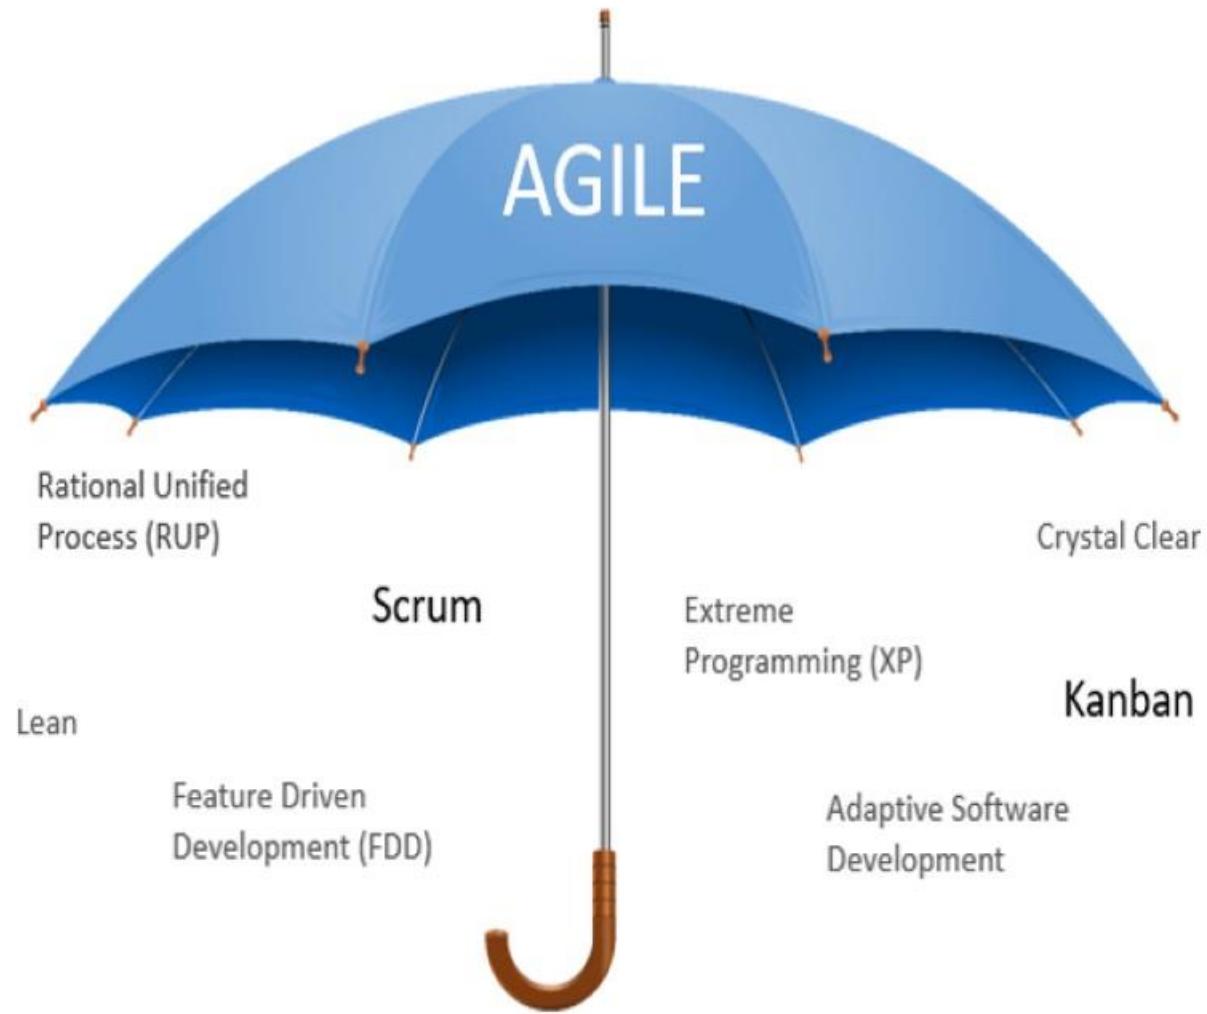 AGILE
Rational Unified
Process (RUP)
Crystal Clear
Scrum
Extreme
Programming (XP)
Kanban
Lean
Feature Driven
Development (FDD)
Adaptive Software
Development